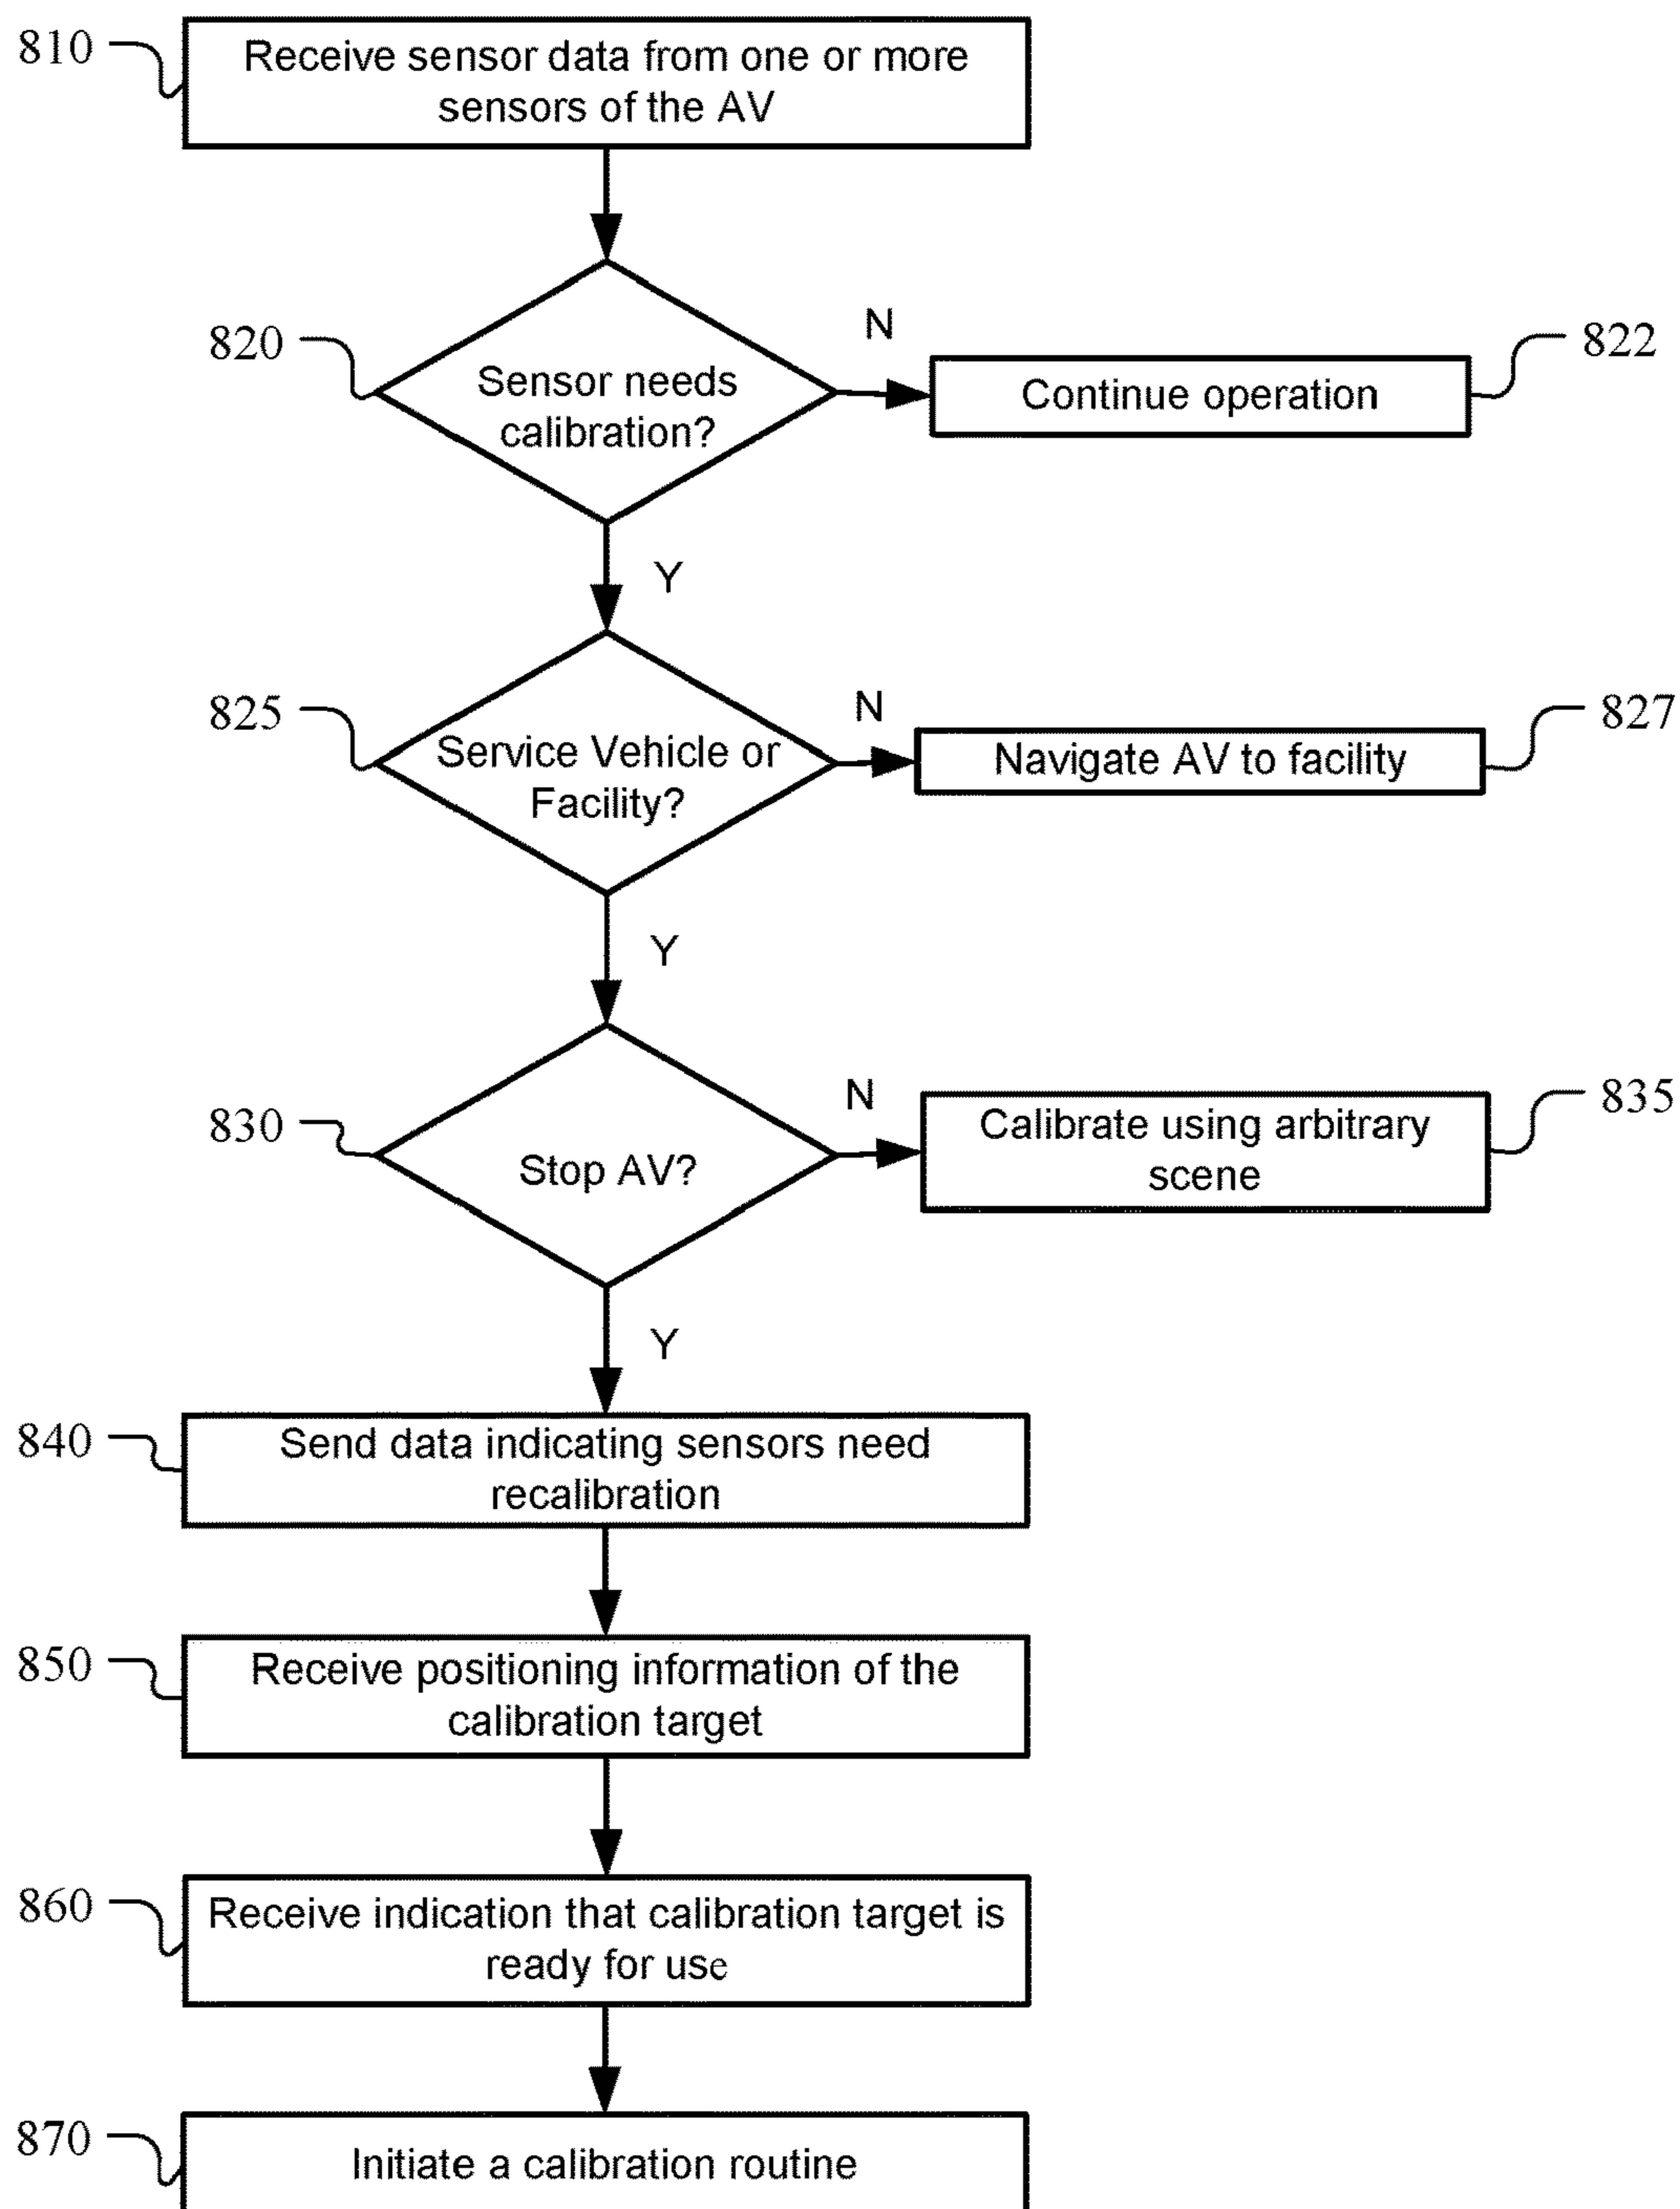 810
Receive sensor data from one or more
sensors of the AV
820
Sensor needs
calibration?
N
Continue operation
822
Y
825
Service Vehicle or
Facility?
N
Navigate AV to facility
827
Y
830
Stop AV?
N
Calibrate using arbitrary
scene
835
Y
840
Send data indicating sensors need
recalibration
850
Receive positioning information of the
calibration target
860
Receive indication that calibration target is
ready for use
870
Initiate a calibration routine